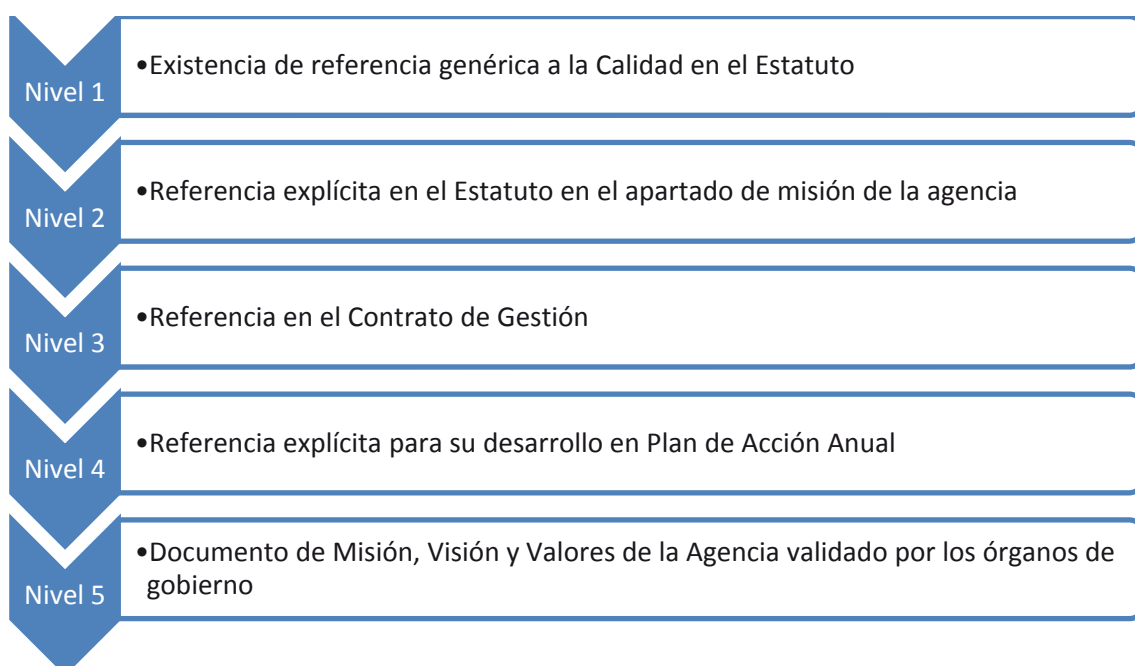 Nivel 1
•Existencia de referencia genérica a la Calidad en el Estatuto
Nivel 2
•Referencia explícita en el Estatuto en el apartado de misión de la agencia
Nivel 3
•Referencia en el Contrato de Gestión
Nivel 4
•Referencia explícita para su desarrollo en Plan de Acción Anual
Nivel 5
•Documento de Misión, Visión y Valores de la Agencia validado por los órganos de
gobierno